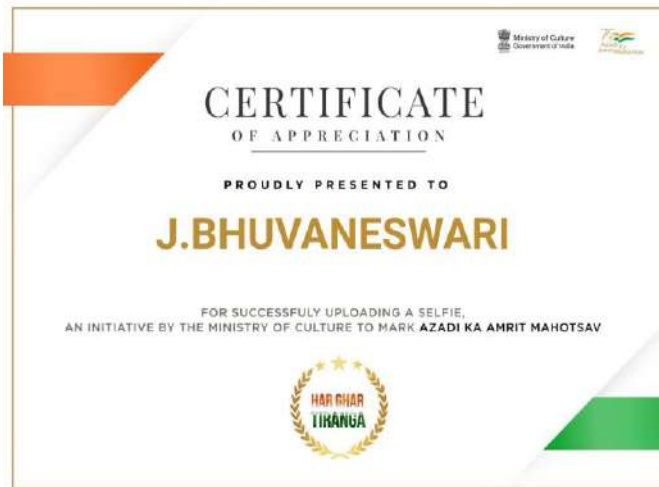 Ministry of Culture
Government of India
CERTIFICATE
OF APPRECIATION
PROUDLY PRESENTED TO
J.BHUVANESWARI
FOR SUCCESSFULY UPLOADING A SELFIE,
AN INITIATIVE BY THE MINISTRY OF CULTURE TO MARK AZADI KA AMRIT MAHOTSAV
HAR GHAR
TIRANGA